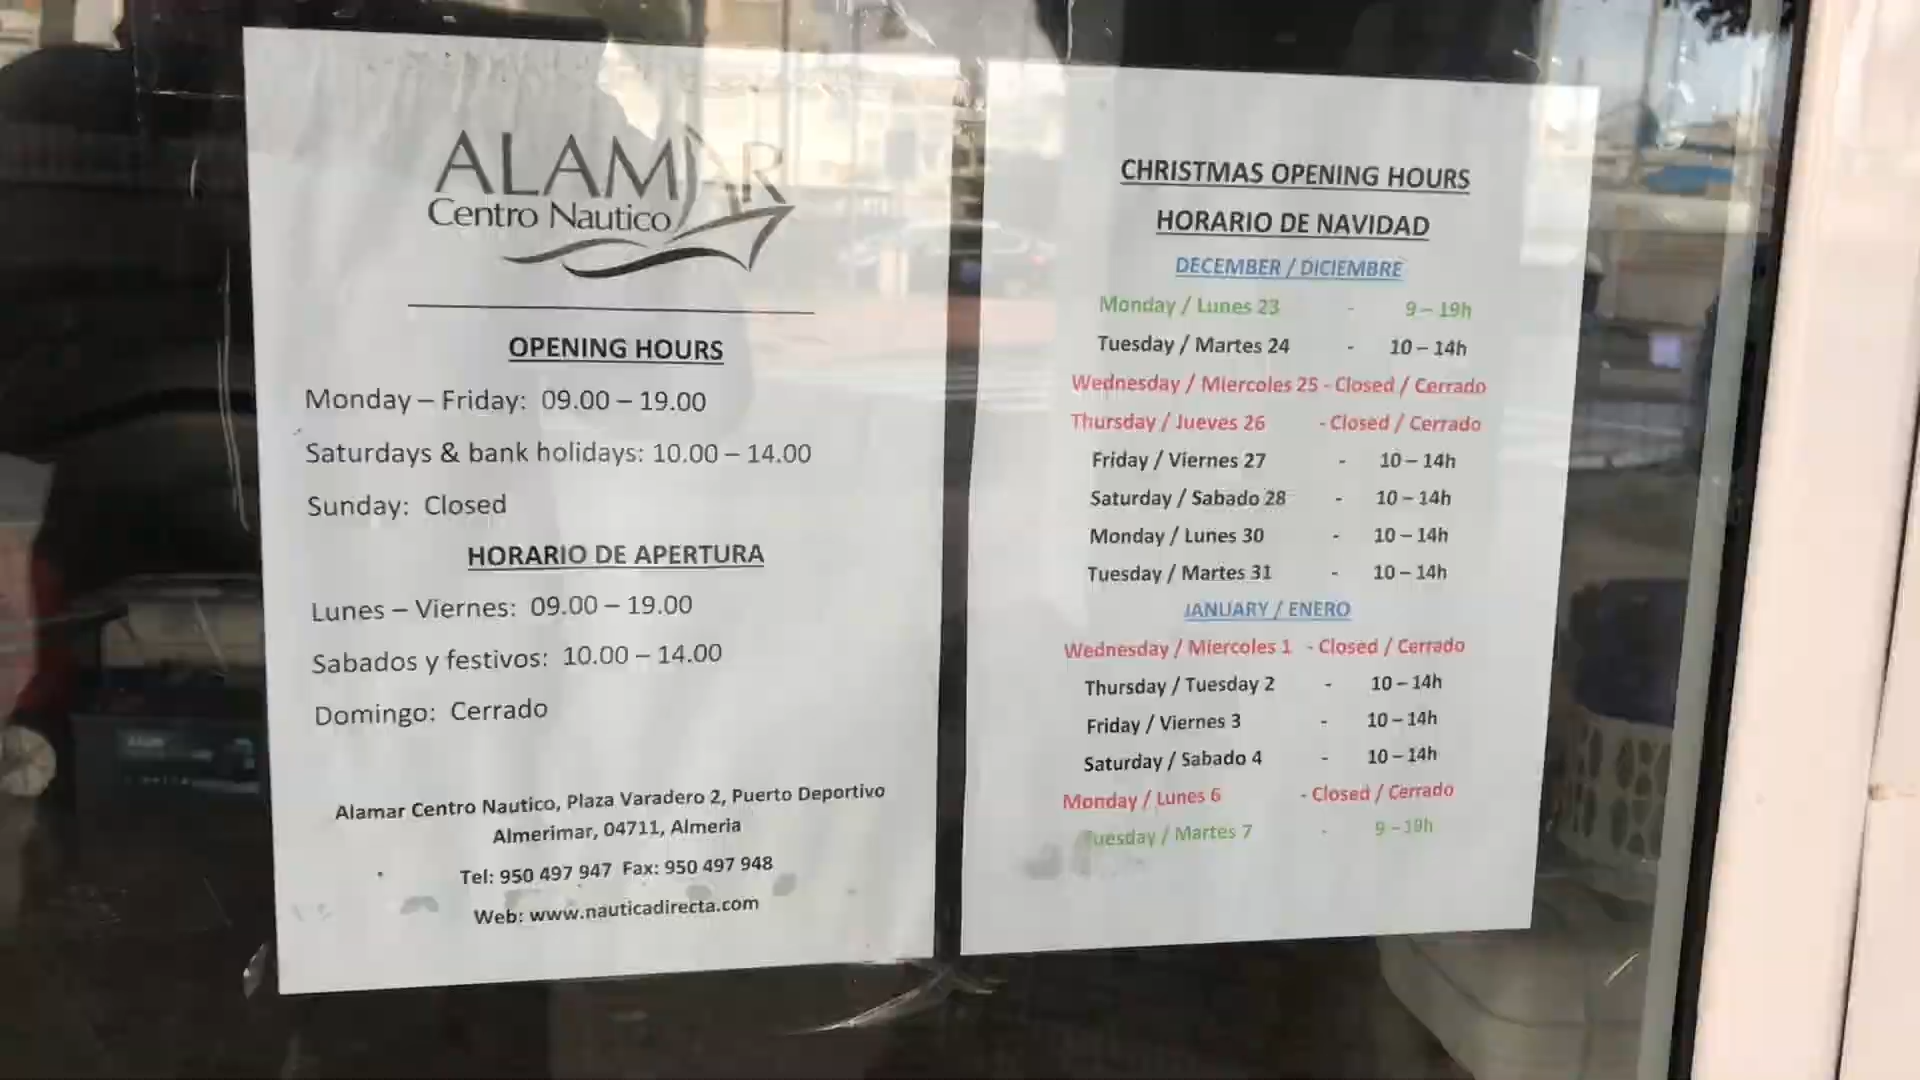 ALAMAR
Centro Nautico
OPENING HOURS
Monday – Friday: 09.00 – 19.00
Saturdays & bank holidays: 10.00 – 14.00
Sunday: Closed
HORARIO DE APERTURA
Lunes – Viernes: 09.00 – 19.00
Sabados y festivos: 10.00 – 14.00
Domingo: Cerrado
Alamar Centro Nautico, Plaza Varadero 2, Puerto Deportivo
Almerimar, 04711, Almeria
Tel: 950 497 947 Fax: 950 497 948
Web: www.nauticadirecta.com
CHRISTMAS OPENING HOURS
HORARIO DE NAVIDAD
DECEMBER / DICIEMBRE
Monday / Lunes 23 - 9 – 19h
Tuesday / Martes 24 - 10 – 14h
Wednesday / Miercoles 25 - Closed / Cerrado
Thursday / Jueves 26 - Closed / Cerrado
Friday / Viernes 27 - 10 – 14h
Saturday / Sabado 28 - 10 – 14h
Monday / Lunes 30 - 10 – 14h
Tuesday / Martes 31 - 10 – 14h
JANUARY / ENERO
Wednesday / Miercoles 1 - Closed / Cerrado
Thursday / Tuesday 2 - 10 – 14h
Friday / Viernes 3 - 10 – 14h
Saturday / Sabado 4 - 10 – 14h
Monday / Lunes 6 - Closed / Cerrado
Tuesday / Martes 7 - 9 – 19h